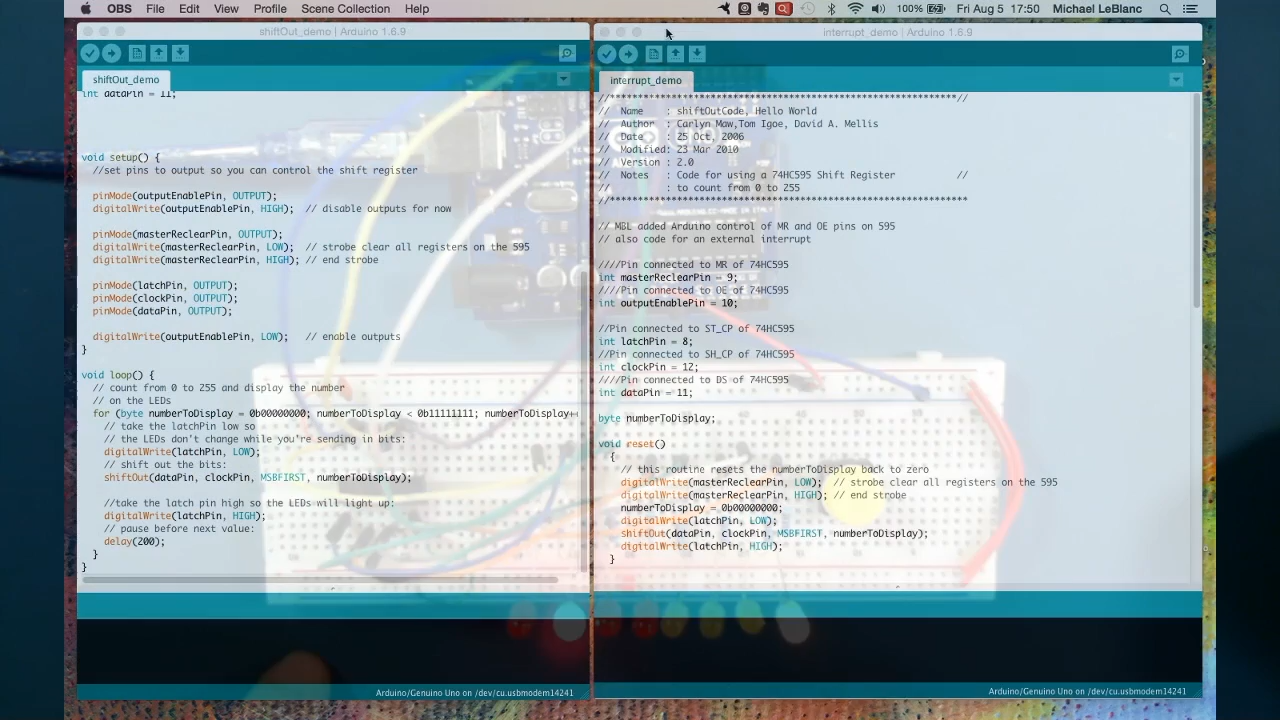 OBS File Edit View Profile Scene Collection Help 100% Fri Aug 5 17:50 Michael LeBlanc
shiftOut_demo | Arduino 1.6.9
shiftOut_demo
int dataPin = 11;
void setup() {
//set pins to output so you can control the shift register
pinMode(outputEnablePin, OUTPUT);
digitalWrite(outputEnablePin, HIGH); // disable outputs for now
pinMode(masterReclearPin, OUTPUT);
digitalWrite(masterReclearPin, LOW); // strobe clear all registers on the 595
digitalWrite(masterReclearPin, HIGH); // end strobe
pinMode(latchPin, OUTPUT);
pinMode(clockPin, OUTPUT);
pinMode(dataPin, OUTPUT);
digitalWrite(outputEnablePin, LOW); // enable outputs
}
void loop() {
// count from 0 to 255 and display the number
// on the LEDs
for (byte numberToDisplay = 0b00000000; numberToDisplay < 0b11111111; numberToDisplay+
// take the latchPin low so
// the LEDs don't change while you're sending in bits:
digitalWrite(latchPin, LOW);
// shift out the bits:
shiftOut(dataPin, clockPin, MSBFIRST, numberToDisplay);
//take the latch pin high so the LEDs will light up:
digitalWrite(latchPin, HIGH);
// pause before next value:
delay(200);
}
}
Arduino/Genuino Uno on /dev/cu.usbmodem14241
interrupt_demo | Arduino 1.6.9
interrupt_demo
//**************************************************************//
// Name : shiftOutCode, Hello World
// Author : Carlyn Maw,Tom Igoe, David A. Mellis
// Date : 25 Oct, 2006
// Modified: 23 Mar 2010
// Version : 2.0
// Notes : Code for using a 74HC595 Shift Register //
// : to count from 0 to 255
//****************************************************************
// MBL added Arduino control of MR and OE pins on 595
// also code for an external interrupt
////Pin connected to MR of 74HC595
int masterReclearPin = 9;
////Pin connected to OE of 74HC595
int outputEnablePin = 10;
//Pin connected to ST_CP of 74HC595
int latchPin = 8;
//Pin connected to SH_CP of 74HC595
int clockPin = 12;
////Pin connected to DS of 74HC595
int dataPin = 11;
byte numberToDisplay;
void reset()
{
// this routine resets the numberToDisplay back to zero
digitalWrite(masterReclearPin, LOW); // strobe clear all registers on the 595
digitalWrite(masterReclearPin, HIGH); // end strobe
numberToDisplay = 0b00000000;
digitalWrite(latchPin, LOW);
shiftOut(dataPin, clockPin, MSBFIRST, numberToDisplay);
digitalWrite(latchPin, HIGH);
}
Arduino/Genuino Uno on /dev/cu.usbmodem14241